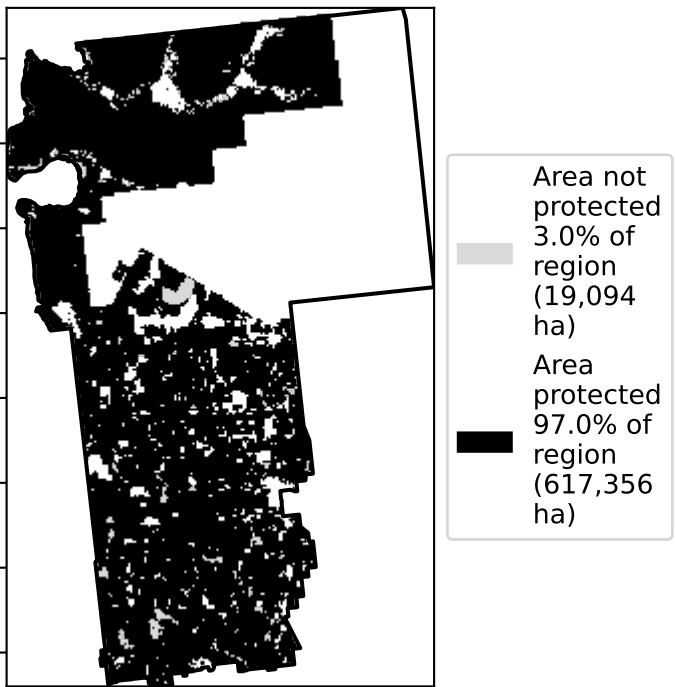 Area not
protected
3.0% of
region
(19,094
ha)
Area
protected
97.0% of
region
(617,356
ha)